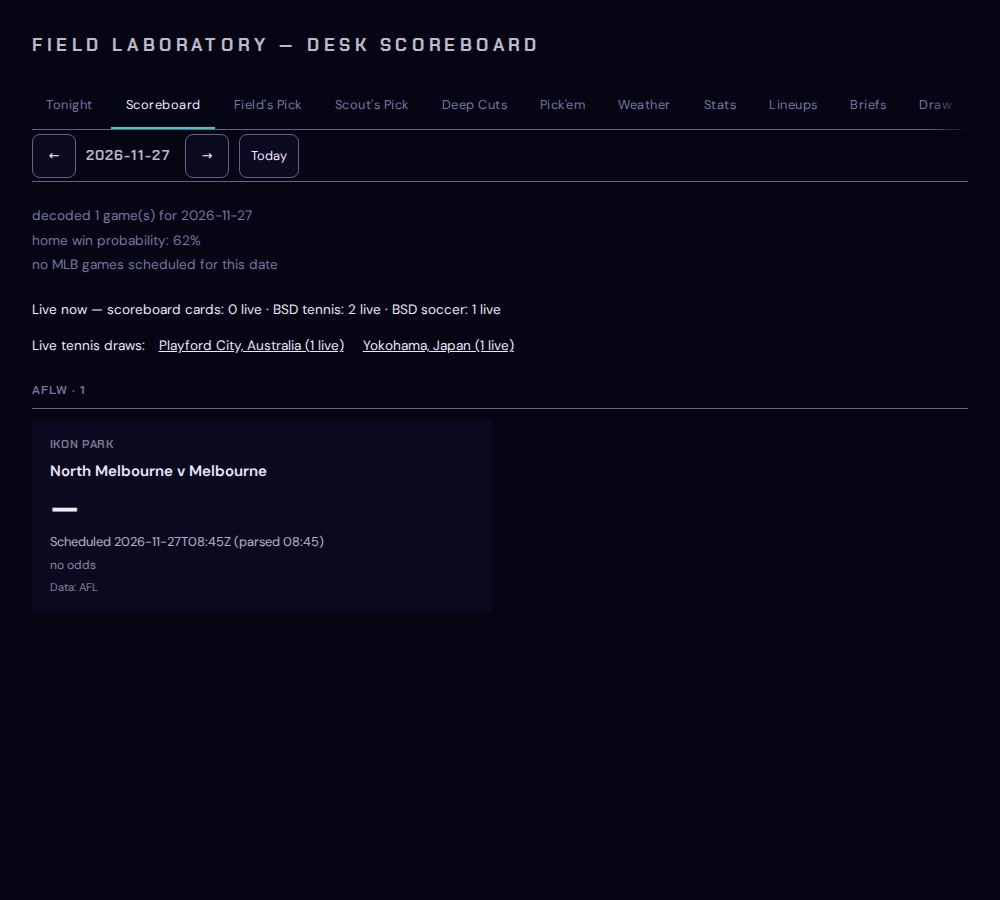 FIELD LABORATORY — DESK SCOREBOARD
Tonight Scoreboard Field's Pick Scout's Pick Deep Cuts Pick'em Weather Stats Lineups Briefs Draw
← 2026-11-27 → Today
decoded 1 game(s) for 2026-11-27
home win probability: 62%
no MLB games scheduled for this date
Live now — scoreboard cards: 0 live · BSD tennis: 2 live · BSD soccer: 1 live
Live tennis draws: Playford City, Australia (1 live) Yokohama, Japan (1 live)
AFLW · 1
IKON PARK
North Melbourne v Melbourne
—
Scheduled 2026-11-27T08:45Z (parsed 08:45)
no odds
Data: AFL